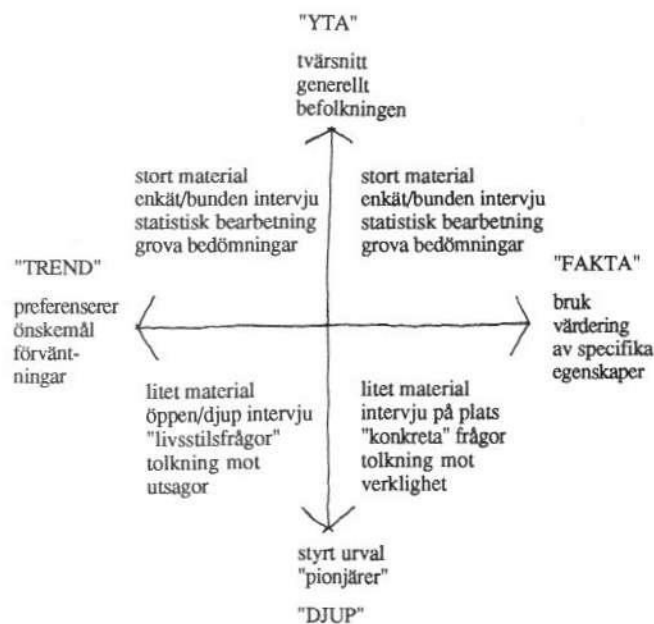 "YTA"
tvärsnitt
generellt
befolkningen
stort material
enkät/bunden intervju
statistisk bearbetning
grova bedömningar
stort material
enkät/bunden intervju
statistisk bearbetning
grova bedömningar
"TREND"
preferenserer
önskemål
förvänt-
ningar
"FAKTA"
bruk
värdering
av specifika
egenskaper
litet material
öppen/djup intervju
"livsstilsfrågor"
tolkning mot
utsagor
litet material
intervju på plats
"konkreta" frågor
tolkning mot
verklighet
styrt urval
"pionjärer"
"DJUP"